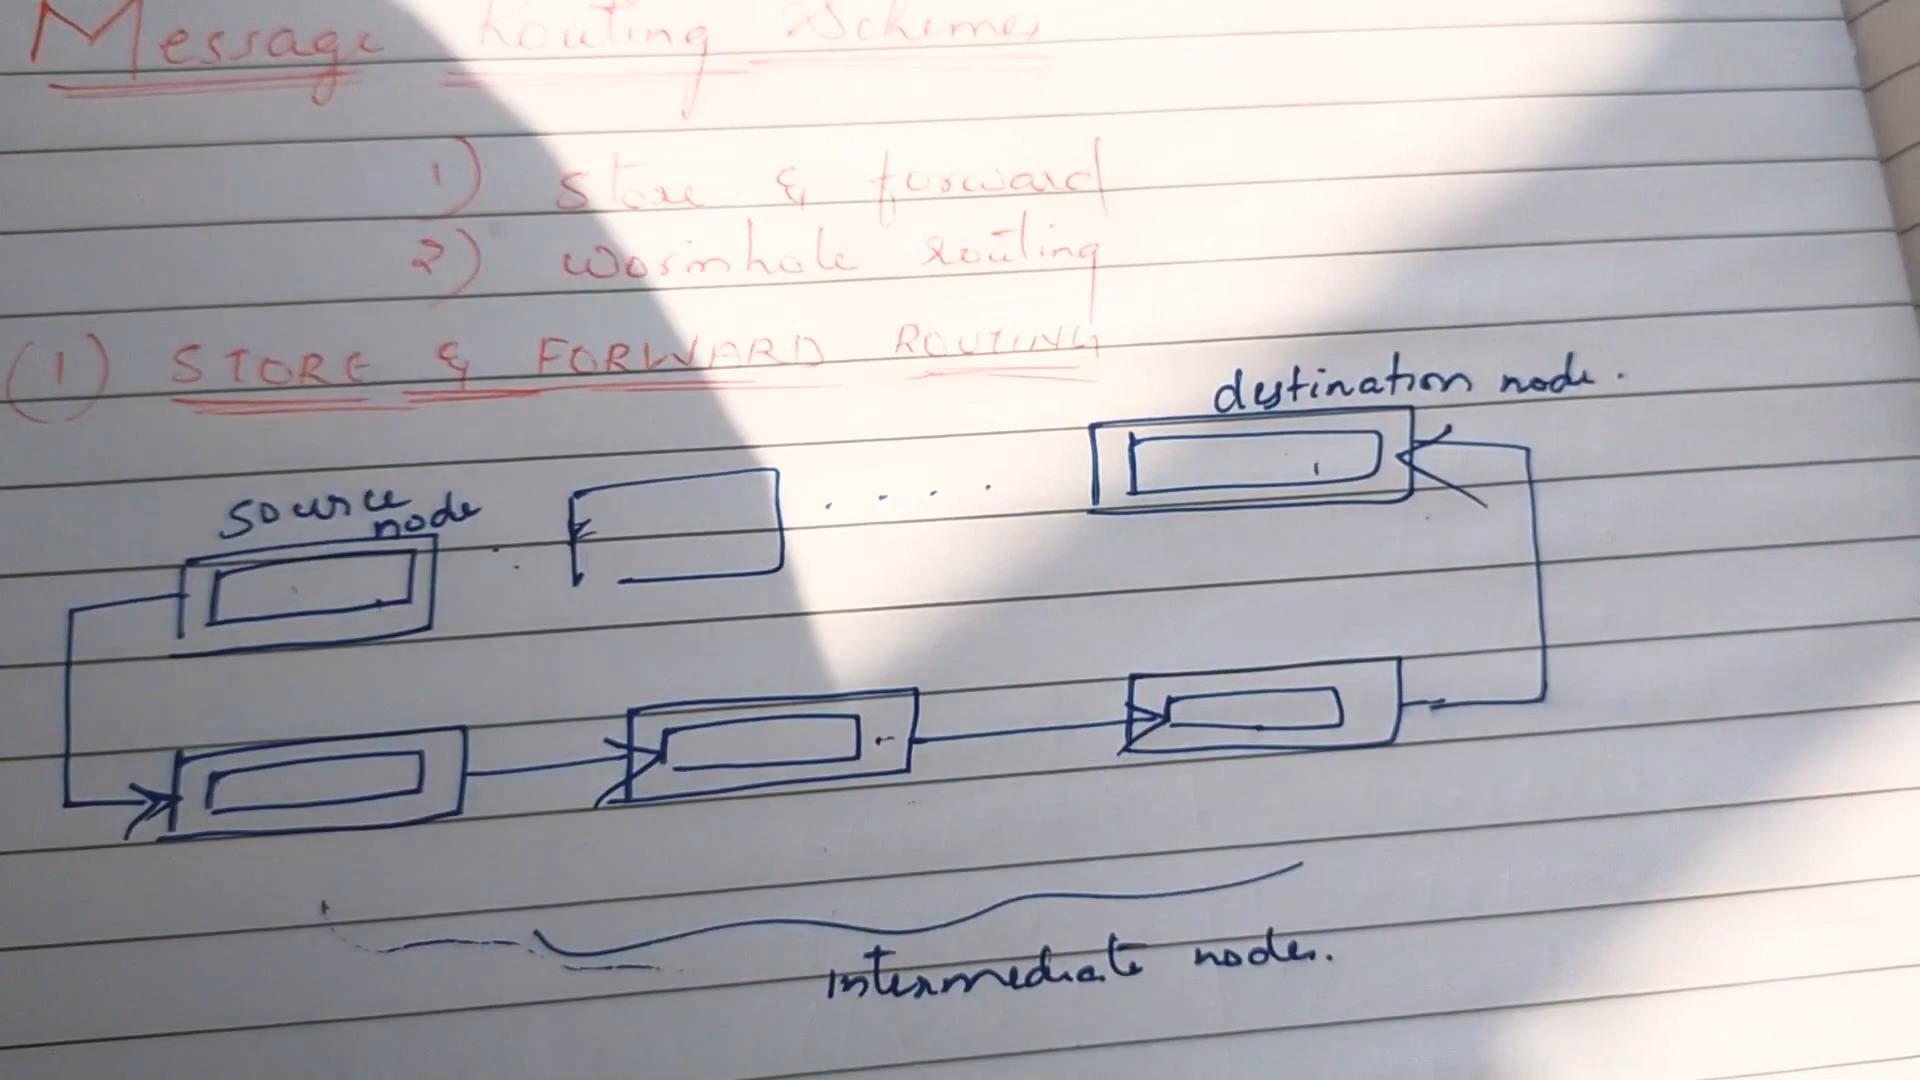 Message Routing Schemes
1) store & forward
2) wormhole routing
(1) STORE & FORWARD ROUTING
destination node.
source node
intermediate nodes.